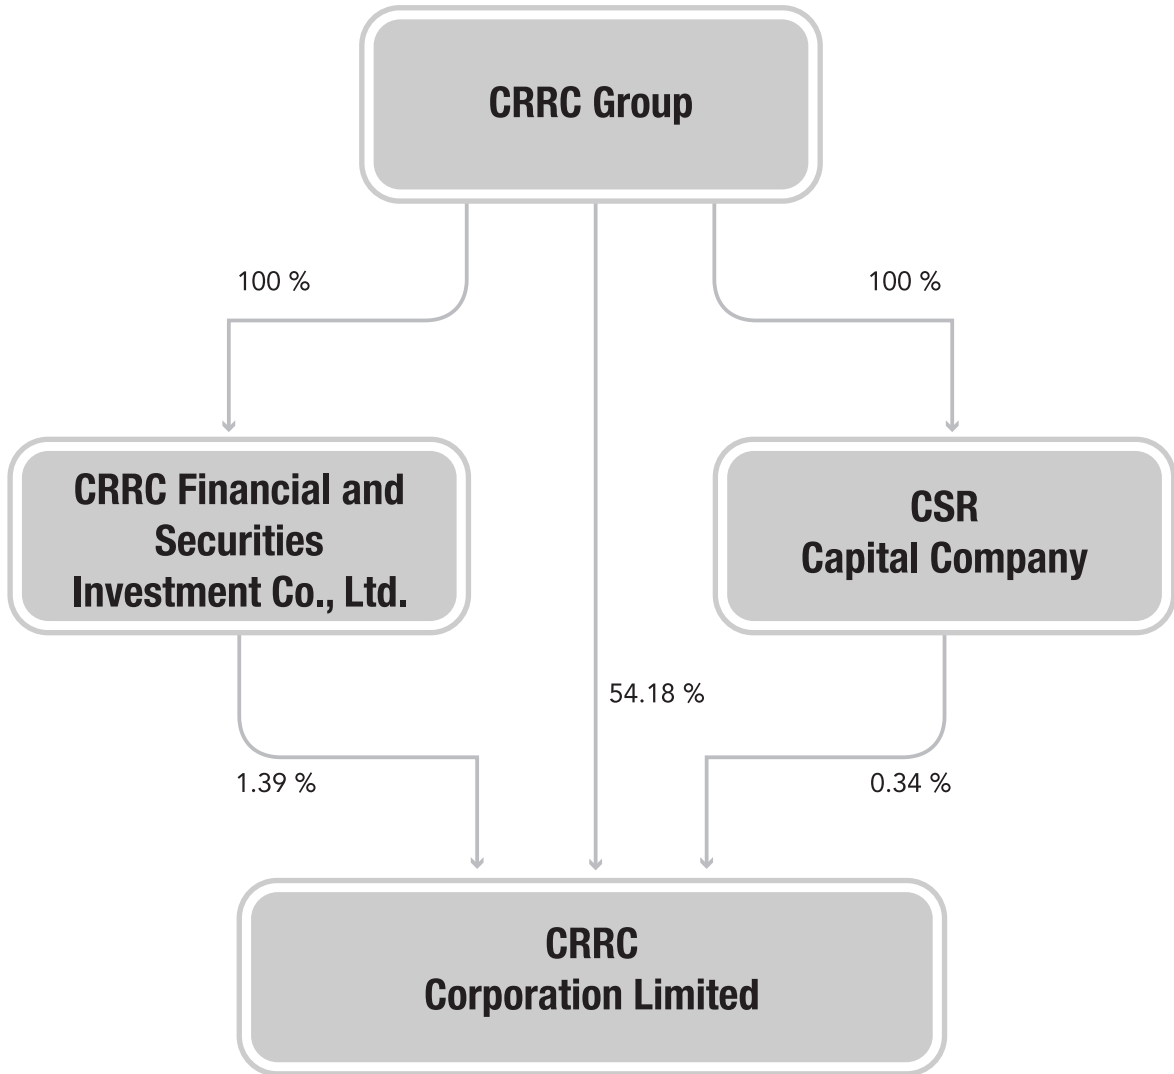 CRRC Group
100 %
100 %
CRRC Financial and
Securities
Investment Co., Ltd.
CSR
Capital Company
54.18 %
1.39 %
0.34 %
CRRC
Corporation Limited